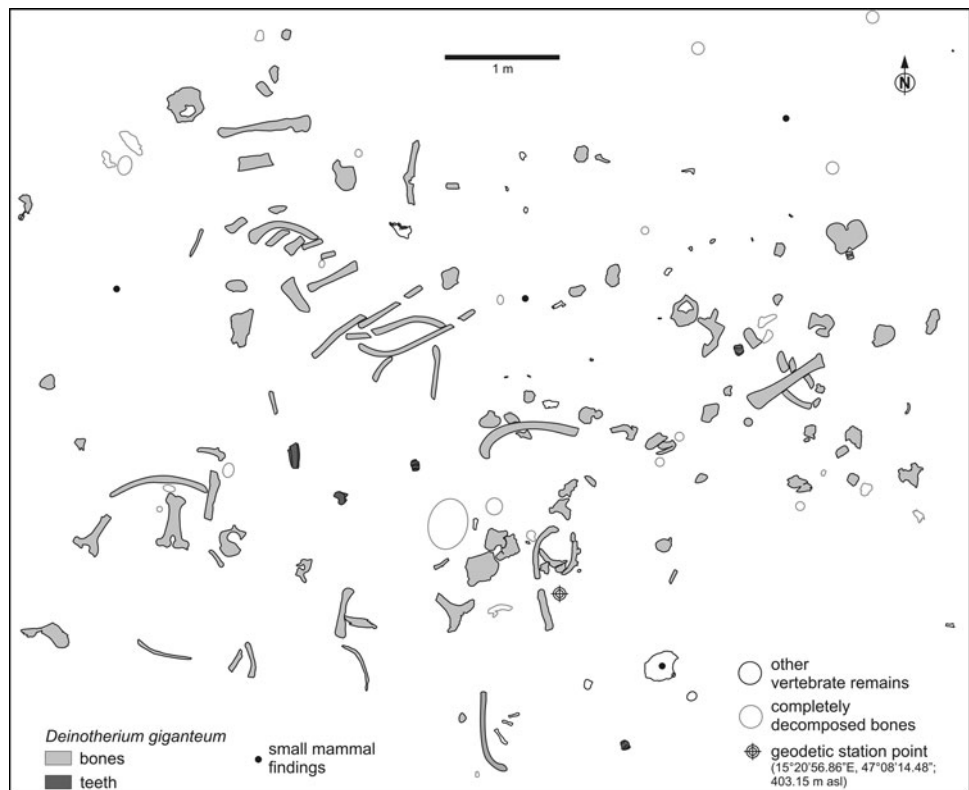 1 m
N
other
vertebrate remains
completely
decomposed bones
geodetic station point
(15°20'56.86"E, 47°08'14.48";
403.15 m asl)
Deinotherium giganteum
bones
teeth
small mammal
findings